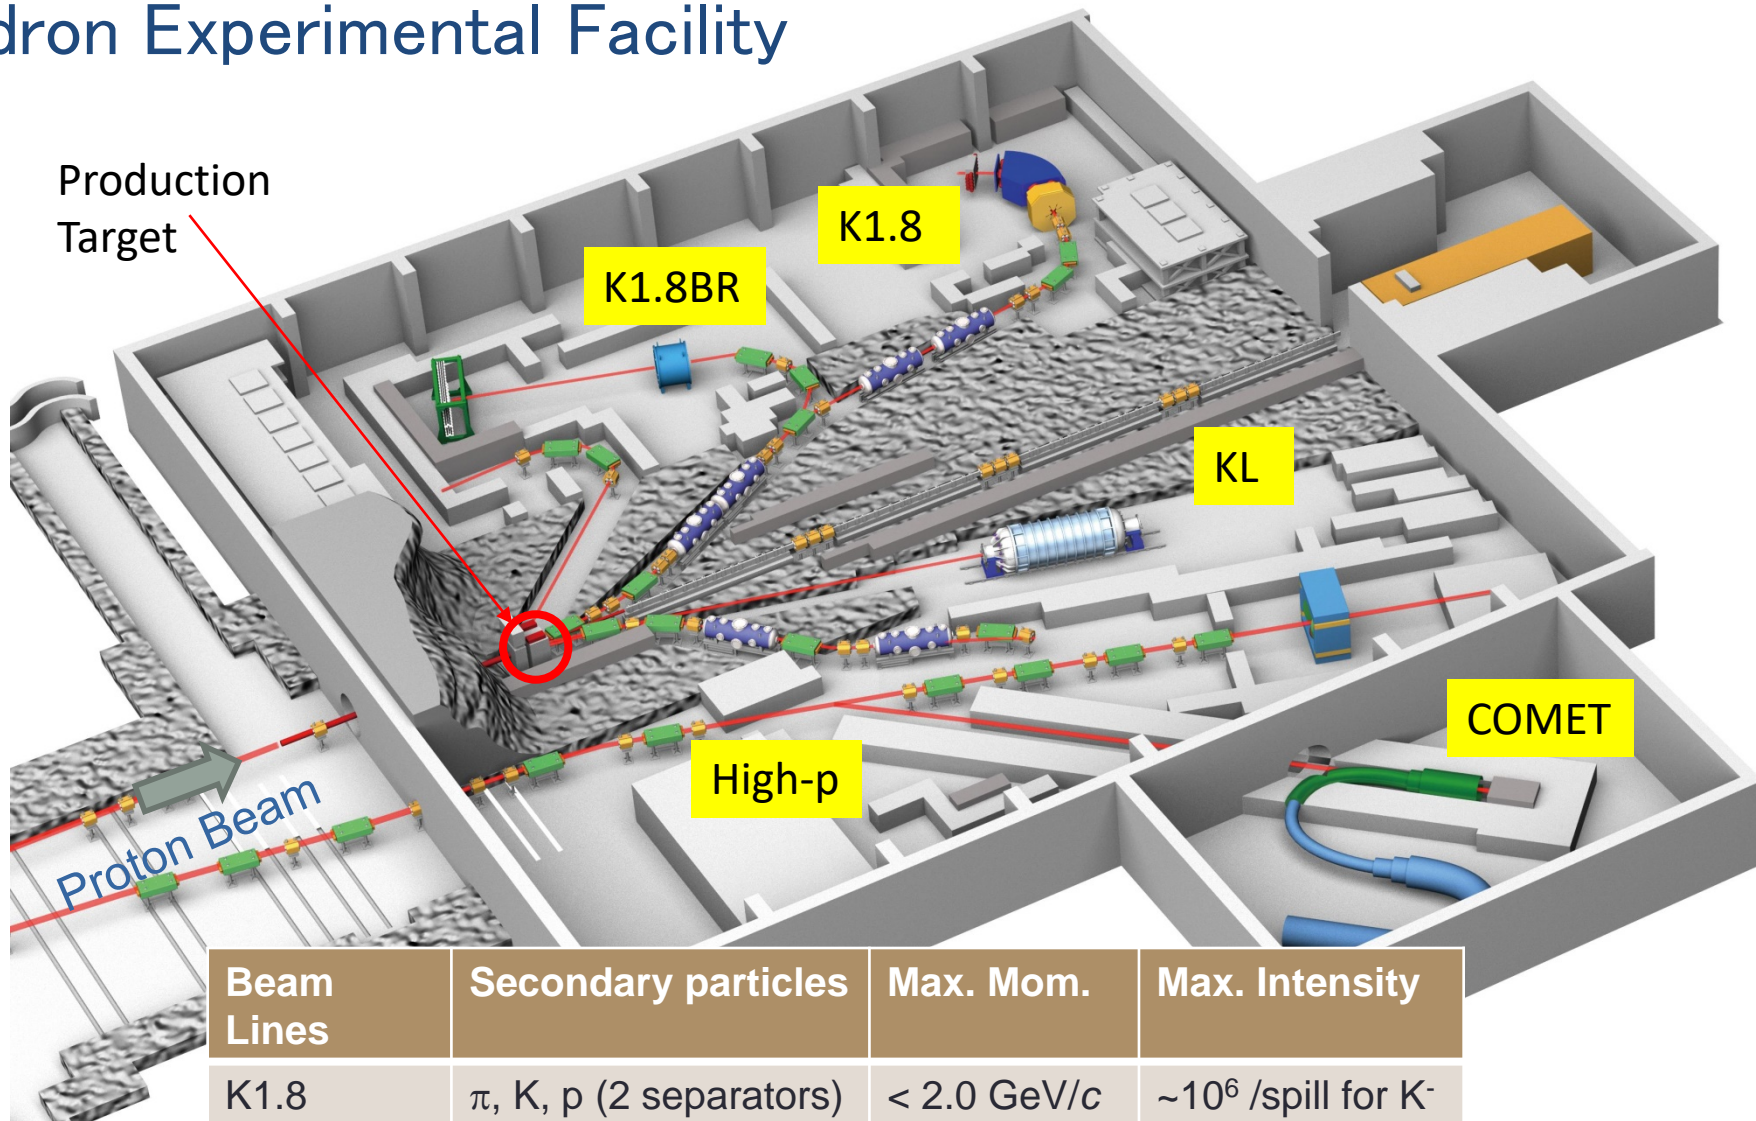 dron Experimental Facility
Production
Target
K1.8
K1.8BR
KL
COMET
High-p
Proton Beam
Beam Lines | Secondary particles | Max. Mom. | Max. Intensity
K1.8 | π, K, p (2 separators) | < 2.0 GeV/c | ~10⁶ /spill for K⁻